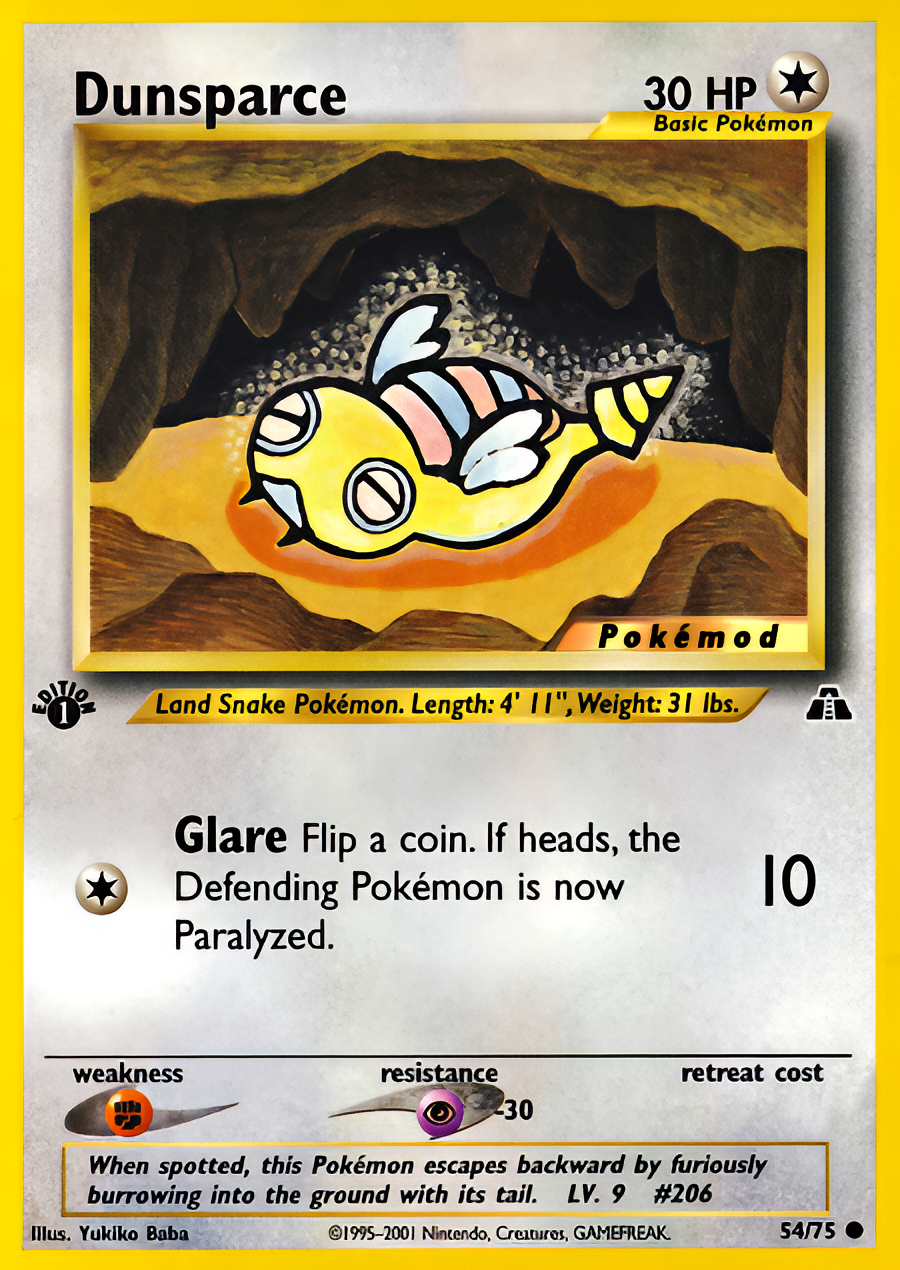 Dunsparce
30 HP
Basic Pokémon
Pokémod
EDITION
1
Land Snake Pokémon. Length: 4' 11", Weight: 31 lbs.
Glare Flip a coin. If heads, the
Defending Pokémon is now
Paralyzed.
10
weakness
resistance
retreat cost
-30
When spotted, this Pokémon escapes backward by furiously
burrowing into the ground with its tail. LV. 9 #206
Illus. Yukiko Baba
©1995-2001 Nintendo, Creatures, GAMEFREAK.
54/75